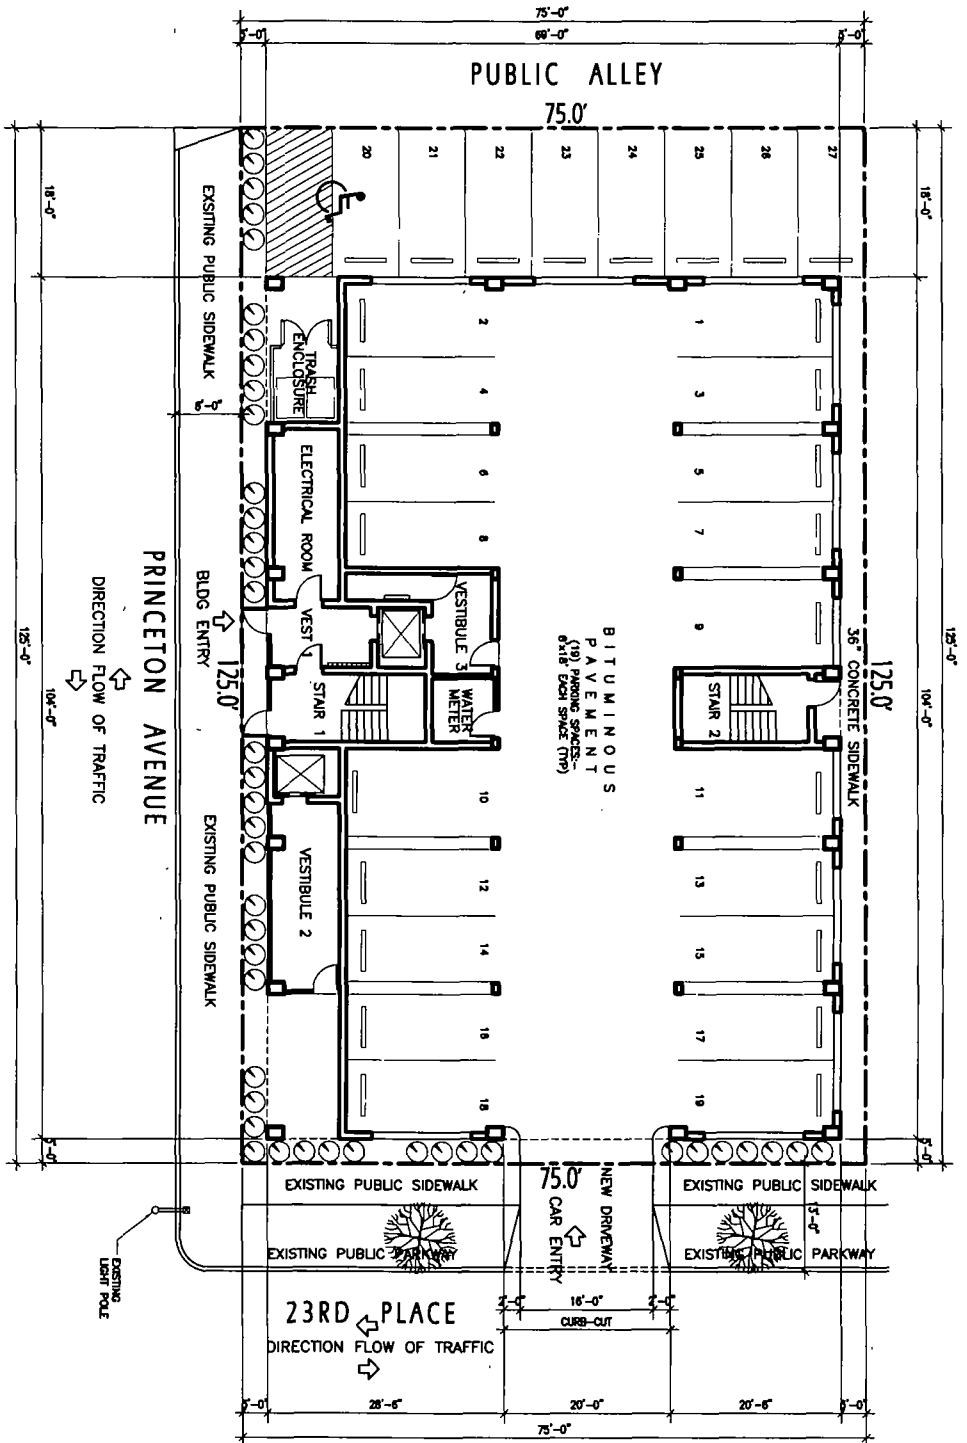 75'-0"
3'-0"
69'-0"
3'-0"
PUBLIC ALLEY
75.0'
20
21
22
23
24
25
26
27
18'-0"
18'-0"
EXSITING PUBLIC SIDEWALK
6'-0"
TRASH
ENCLOSURE
2
4
6
8
1
3
5
7
9
ELECTRICAL ROOM
VEST 1
VESTIBULE 3
WATER
METER
STAIR 1
STAIR 2
BITUMINOUS
PAVEMENT
(19) PARKING SPACES:-
8'x18' EACH SPACE (TYP)
36" CONCRETE SIDEWALK
125.0'
125'-0"
104'-0"
BLDG ENTRY
125.0'
PRINCETON AVENUE
DIRECTION FLOW OF TRAFFIC
125'-0"
104'-0"
EXISTING PUBLIC SIDEWALK
VESTIBULE 2
10
12
14
16
18
11
13
15
17
19
5'-0"
5'-0"
EXISTING PUBLIC SIDEWALK
75.0'
NEW DRIVEWAY
CAR ENTRY
EXISTING PUBLIC SIDEWALK
13'-0"
EXISTING PUBLIC PARKWAY
EXISTING PUBLIC PARKWAY
EXISTING
LIGHT POLE
23RD PLACE
DIRECTION FLOW OF TRAFFIC
2'-0"
16'-0"
2'-0"
CURB-CUT
3'-0"
28'-6"
20'-0"
20'-6"
3'-0"
75'-0"